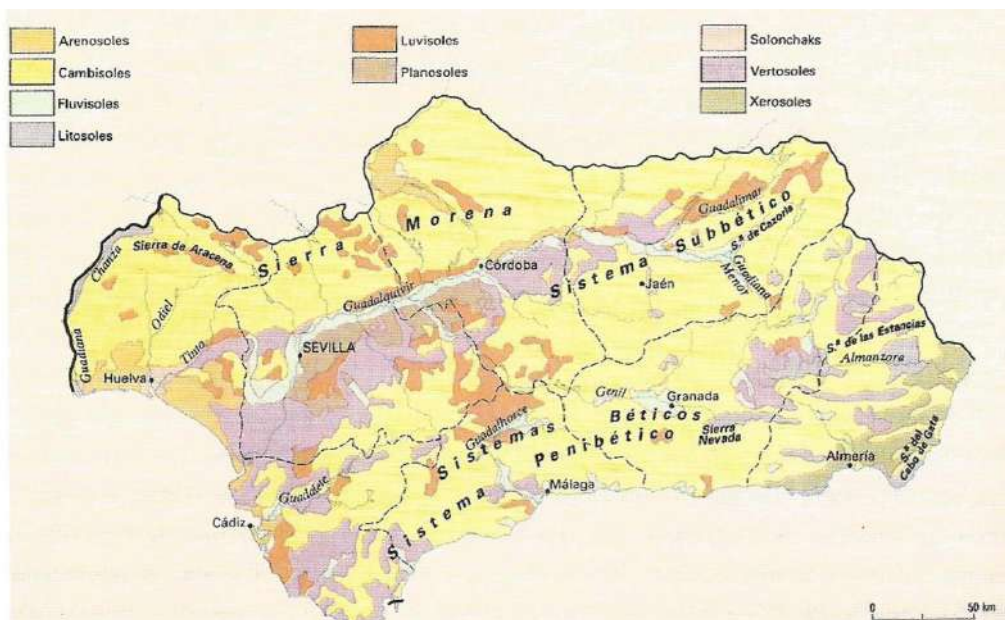 Arenosoles
Cambisoles
Fluvisoles
Litosoles
Luvisoles
Planosoles
Solonchaks
Vertosoles
Xerosoles
Sierra Morena
Guadalimar
Chanza
Sierra de Aracena
Sistema Subbético
Sª de Cazorla
Córdoba
Guadiana Menor
Jaén
Odiel
Guadalquivir
Tinto
SEVILLA
Sª de las Estancias
Almanzora
Guadiana
Huelva
Genil
Granada
Sistemas Béticos
Guadalhorce
Sierra Nevada
Sistema Penibético
Almería
Sª del Cabo de Gata
Málaga
Guadalete
Cádiz
0 50 km